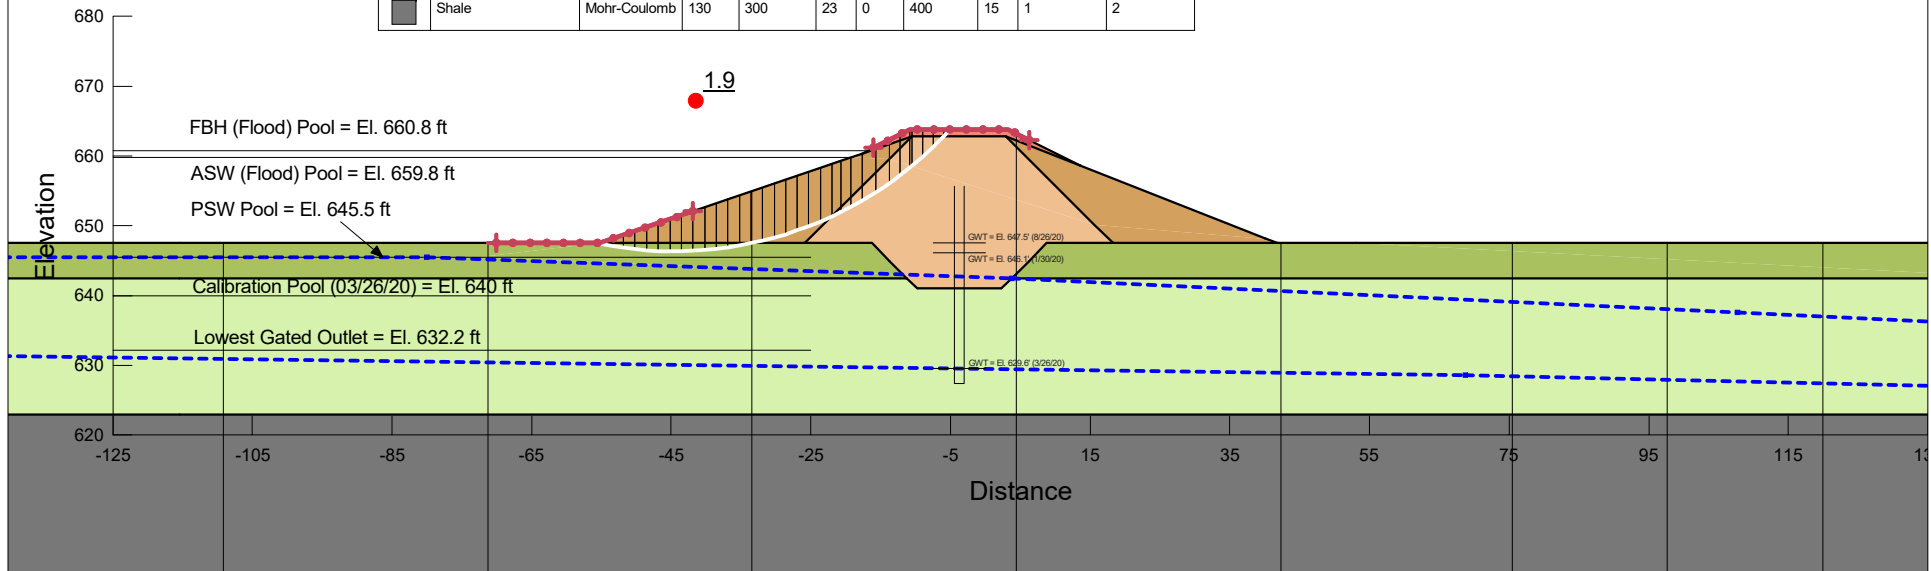 Shale Mohr-Coulomb 130 300 23 0 400 15 1 2
680
670
660
650
640
630
620
Elevation
1.9
FBH (Flood) Pool = El. 660.8 ft
ASW (Flood) Pool = El. 659.8 ft
PSW Pool = El. 645.5 ft
GWT = El. 647.5' (8/26/20)
GWT = El. 646.1' (1/30/20)
Calibration Pool (03/26/20) = El. 640 ft
Lowest Gated Outlet = El. 632.2 ft
GWT = El. 629.6' (3/26/20)
-125 -105 -85 -65 -45 -25 -5 15 35 55 75 95 115
Distance